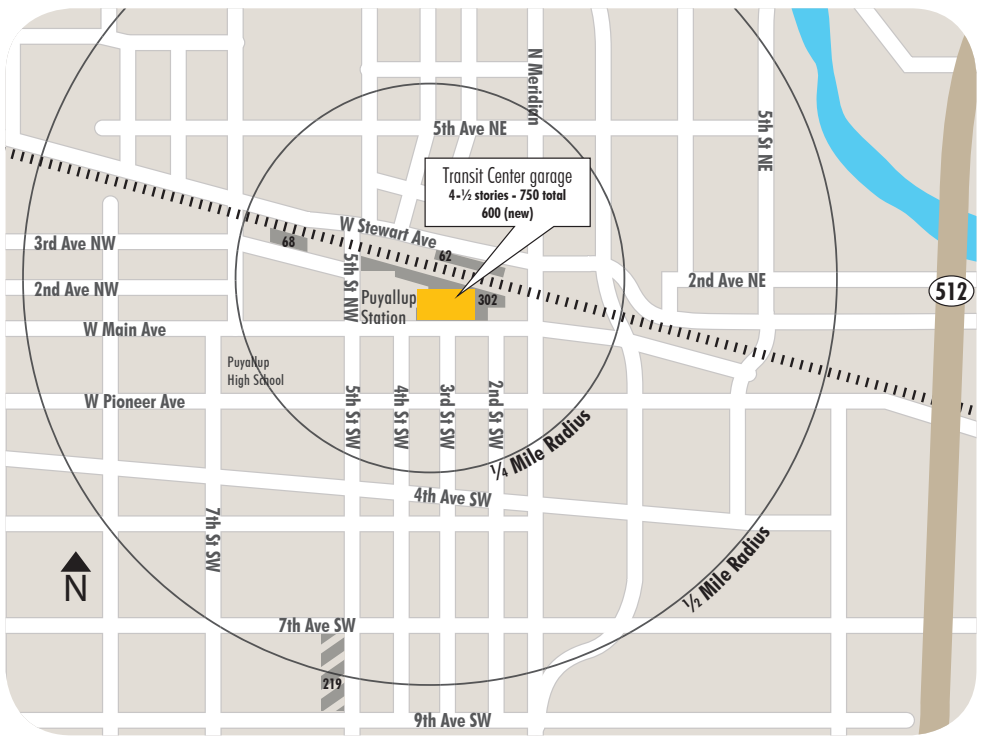 N Meridian
5th Ave NE
5th St NE
Transit Center garage
4-½ stories - 750 total
600 (new)
W Stewart Ave
3rd Ave NW
68
62
5th St NW
2nd Ave NW
2nd Ave NE
512
Puyallup
Station
302
W Main Ave
Puyallup
High School
W Pioneer Ave
5th St SW
4th St SW
3rd St SW
2nd St SW
¼ Mile Radius
4th Ave SW
7th St SW
½ Mile Radius
N
7th Ave SW
219
9th Ave SW